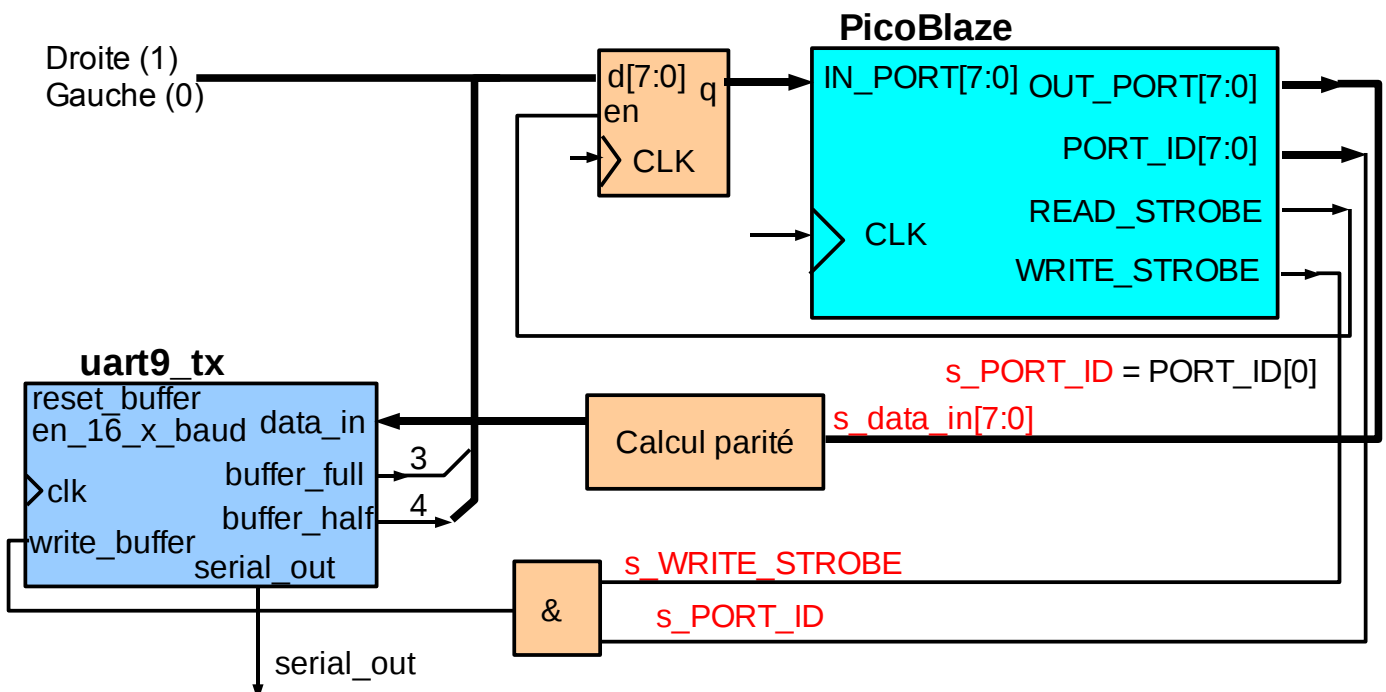 PicoBlaze
Droite (1)
Gauche (0)
d[7:0] q
en
CLK
IN_PORT[7:0]
OUT_PORT[7:0]
PORT_ID[7:0]
READ_STROBE
CLK
WRITE_STROBE
uart9_tx
s_PORT_ID = PORT_ID[0]
reset_buffer
en_16_x_baud
data_in
Calcul parité
s_data_in[7:0]
buffer_full
3
clk
buffer_half
4
write_buffer
serial_out
s_WRITE_STROBE
&
s_PORT_ID
serial_out